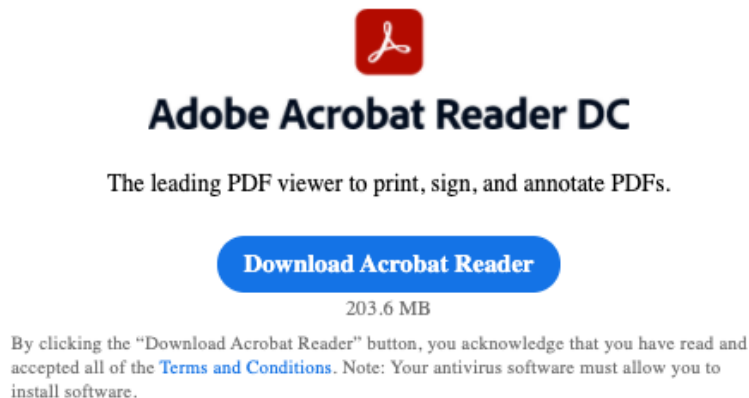 Adobe Acrobat Reader DC
The leading PDF viewer to print, sign, and annotate PDFs.
Download Acrobat Reader
203.6 MB
By clicking the “Download Acrobat Reader” button, you acknowledge that you have read and
accepted all of the Terms and Conditions. Note: Your antivirus software must allow you to
install software.